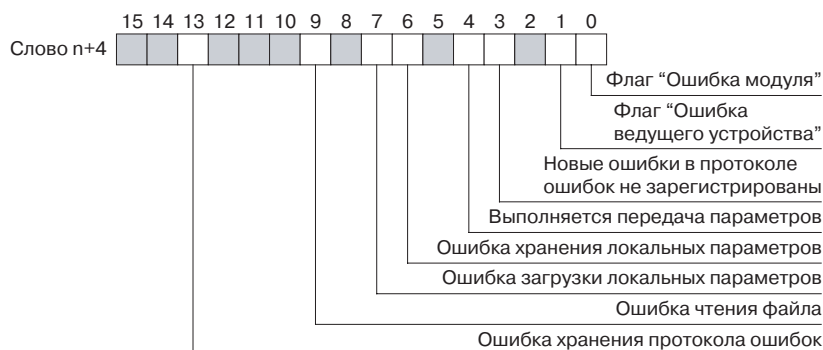 15 14 13 12 11 10 9 8 7 6 5 4 3 2 1 0
Слово n+4
Флаг “Ошибка модуля”
Флаг “Ошибка
ведущего устройства”
Новые ошибки в протоколе
ошибок не зарегистрированы
Выполняется передача параметров
Ошибка хранения локальных параметров
Ошибка загрузки локальных параметров
Ошибка чтения файла
Ошибка хранения протокола ошибок